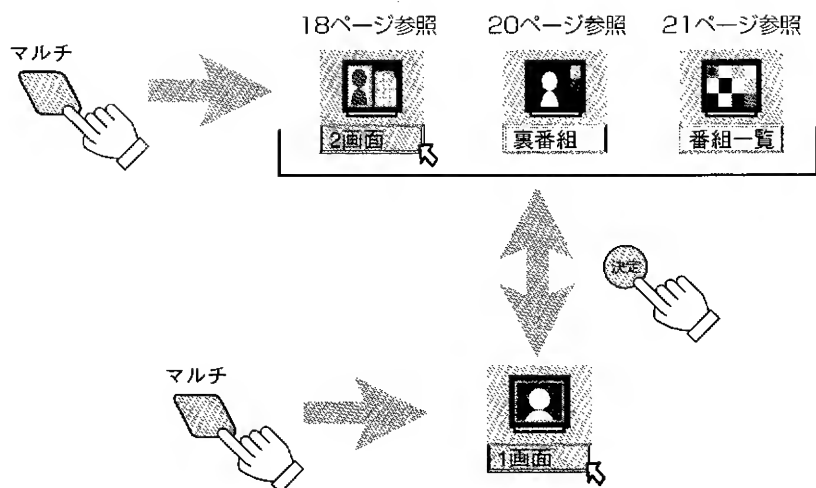 18ページ参照 20ページ参照 21ページ参照
マルチ
2画面 裏番組 番組一覧
決定
マルチ
1画面